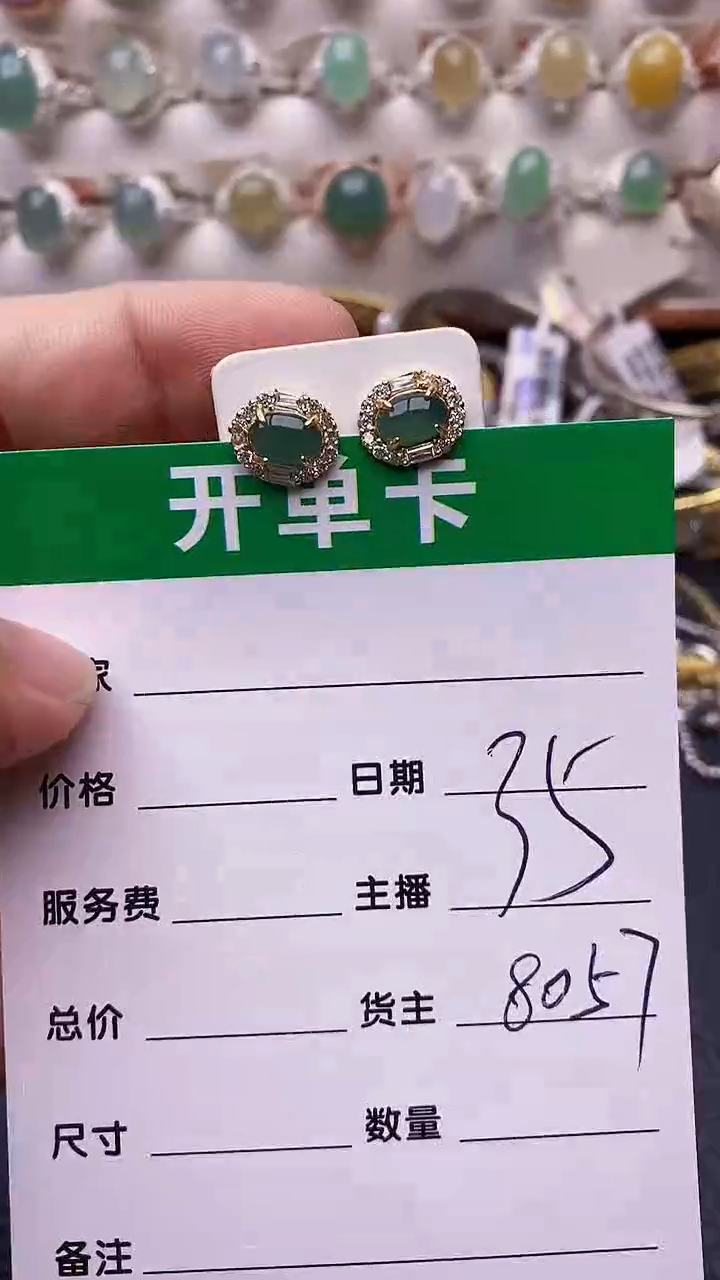 开单卡
家
价格 日期
35
服务费 主播
总价 货主 8057
尺寸 数量
备注